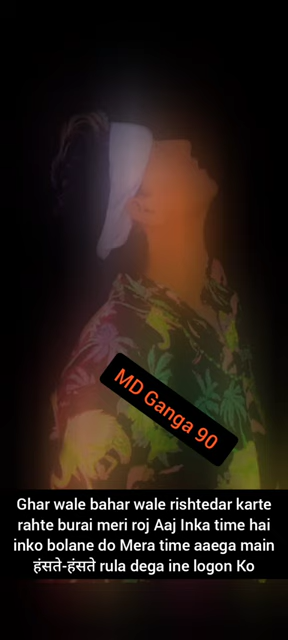 MD Ganga 90
Ghar wale bahar wale rishtedar karte
rahte burai meri roj Aaj Inka time hai
inko bolane do Mera time aaega main
हंसते-हंसते rula dega ine logon Ko